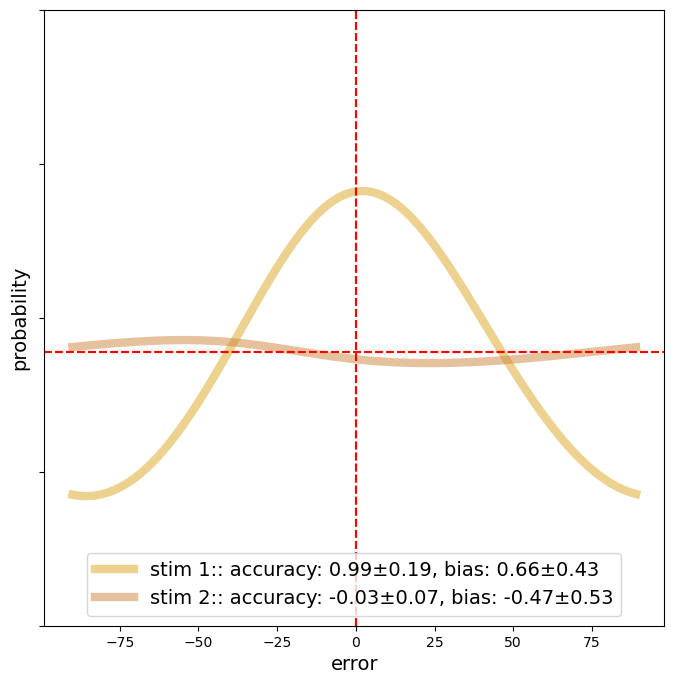 probability
stim 1:: accuracy: 0.99±0.19, bias: 0.66±0.43
stim 2:: accuracy: -0.03±0.07, bias: -0.47±0.53
−75 −50 −25 0 25 50 75
error